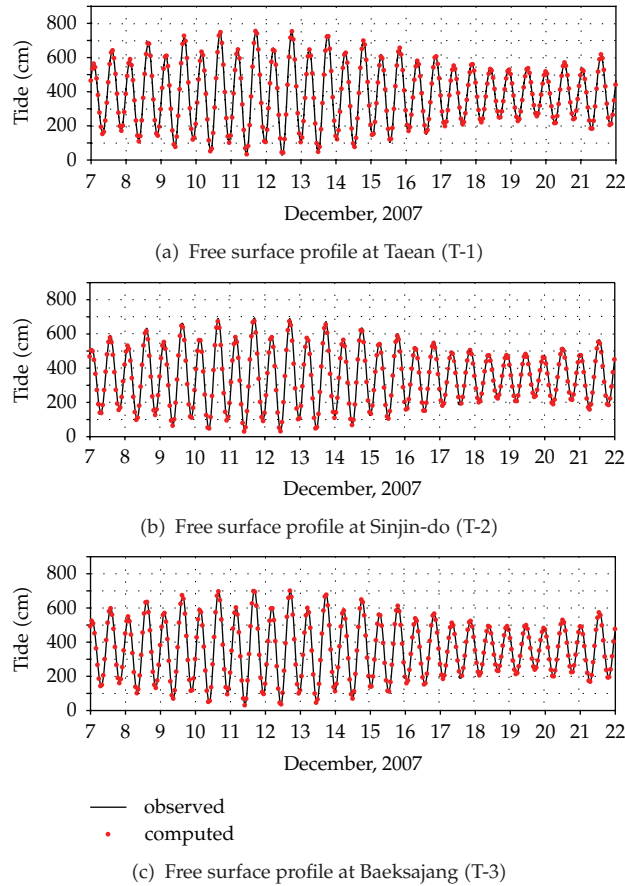 800
600
400
200
0
Tide (cm)
7 8 9 10 11 12 13 14 15 16 17 18 19 20 21 22
December, 2007
(a) Free surface profile at Taean (T-1)
800
600
400
200
0
Tide (cm)
7 8 9 10 11 12 13 14 15 16 17 18 19 20 21 22
December, 2007
(b) Free surface profile at Sinjin-do (T-2)
800
600
400
200
0
Tide (cm)
7 8 9 10 11 12 13 14 15 16 17 18 19 20 21 22
December, 2007
observed
computed
(c) Free surface profile at Baeksajang (T-3)